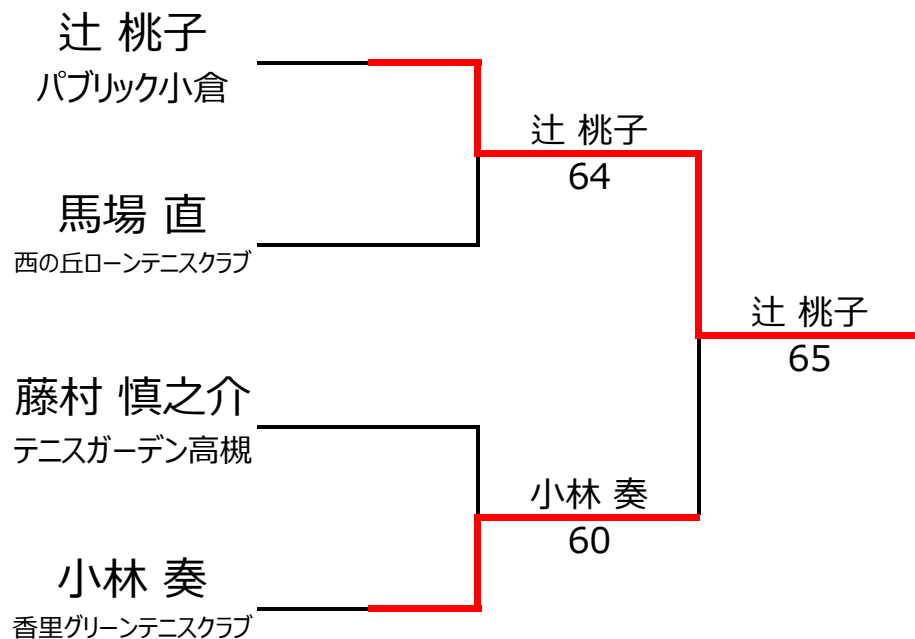 辻 桃子
パブリック小倉
辻 桃子
64
馬場 直
西の丘ローンテニスクラブ
辻 桃子
65
藤村 慎之介
テニスガーデン高槻
小林 奏
60
小林 奏
香里グリーンテニスクラブ